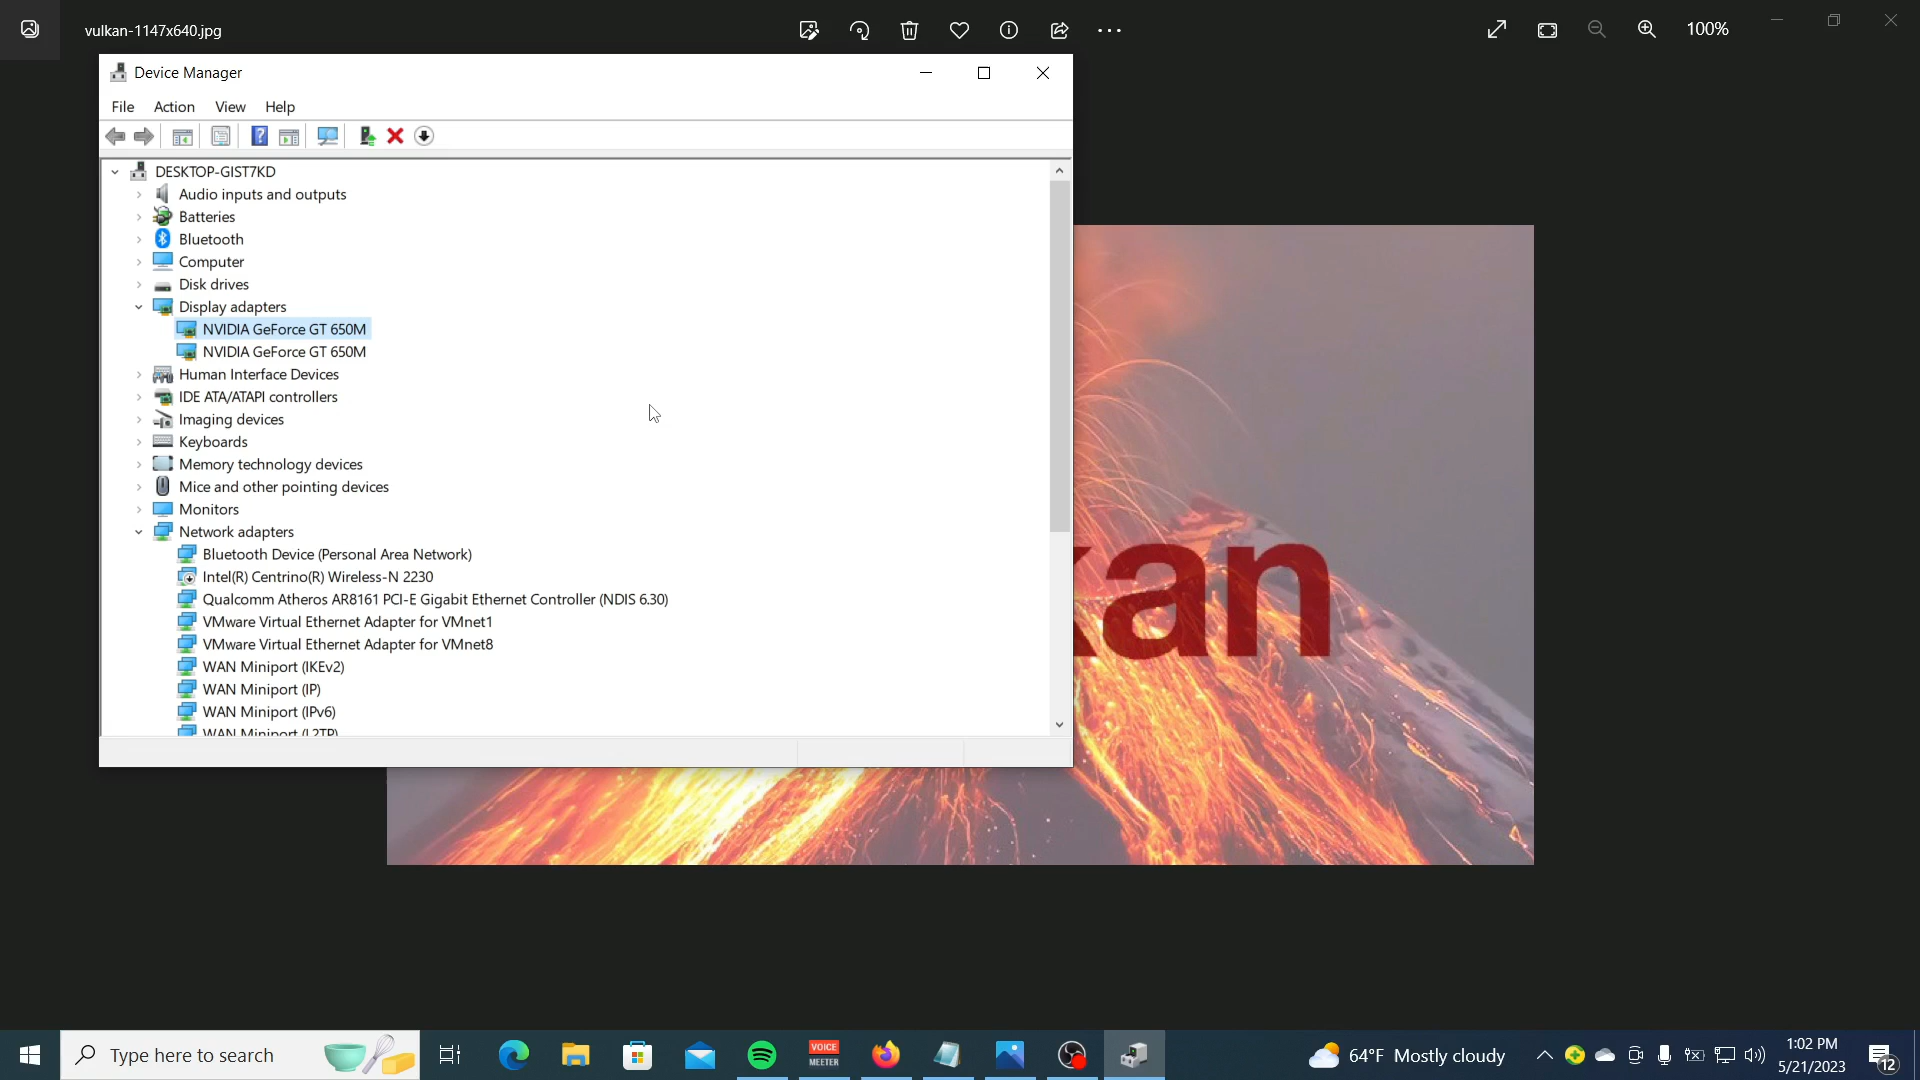 vulkan-1147x640.jpg
100%
Device Manager
File Action View Help
DESKTOP-GIST7KD
Audio inputs and outputs
Batteries
Bluetooth
Computer
Disk drives
Display adapters
NVIDIA GeForce GT 650M
NVIDIA GeForce GT 650M
Human Interface Devices
IDE ATA/ATAPI controllers
Imaging devices
Keyboards
Memory technology devices
Mice and other pointing devices
Monitors
Network adapters
Bluetooth Device (Personal Area Network)
Intel(R) Centrino(R) Wireless-N 2230
Qualcomm Atheros AR8161 PCI-E Gigabit Ethernet Controller (NDIS 6.30)
VMware Virtual Ethernet Adapter for VMnet1
VMware Virtual Ethernet Adapter for VMnet8
WAN Miniport (IKEv2)
WAN Miniport (IP)
WAN Miniport (IPv6)
WAN Miniport (L2TP)
kan
Type here to search
VOICE
MEETER
64°F Mostly cloudy
1:02 PM
5/21/2023
12